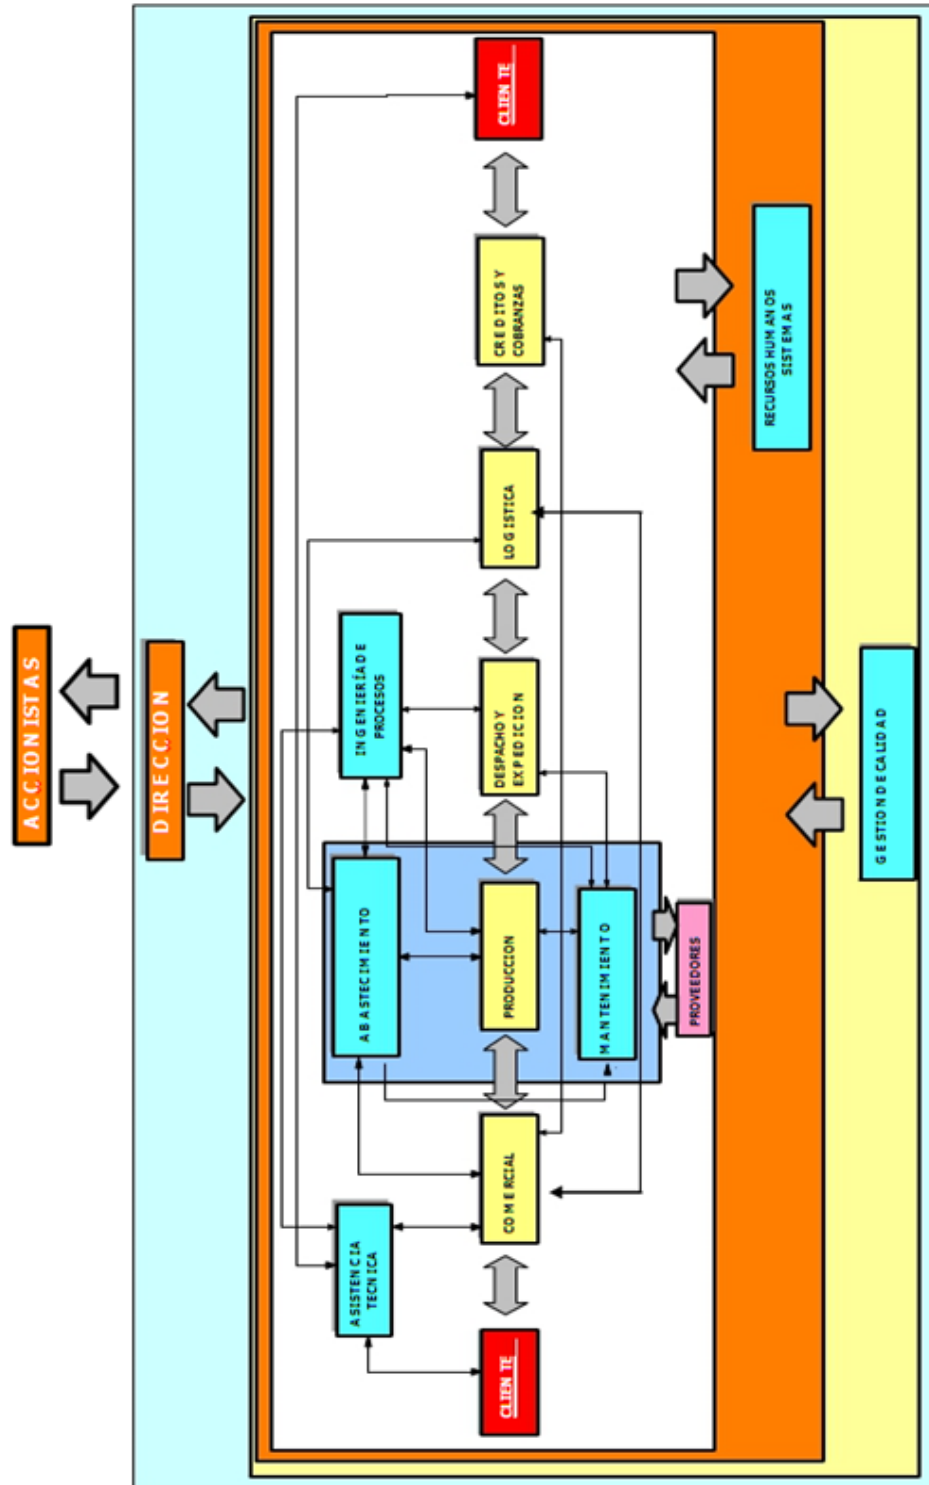 ACCIONISTAS
DIRECCION
CLIENTE
ASISTENCIA
TECNICA
COMERCIAL
ABASTECIMIENTO
PRODUCCION
MANTENIMIENTO
PROVEEDORES
INGENIERÍA DE
PROCESOS
DESPACHO Y
EXPEDICION
LOGISTICA
CREDITOS Y
COBRANZAS
CLIENTE
RECURSOS HUMANOS
SISTEMAS
GESTION DE CALIDAD